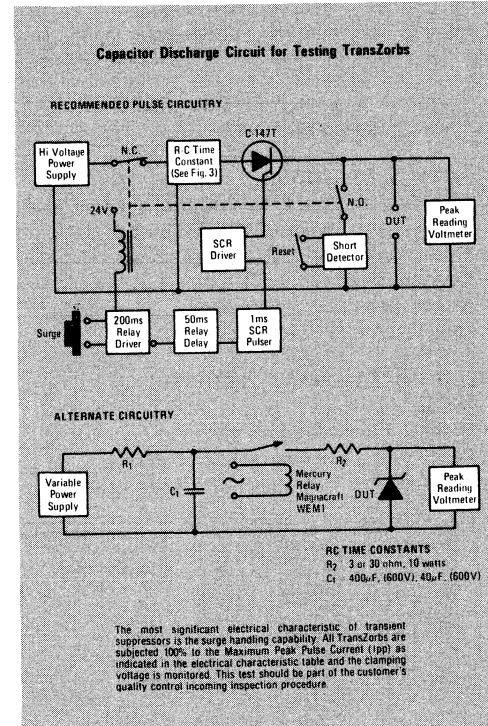 Capacitor Discharge Circuit for Testing TransZorbs
RECOMMENDED PULSE CIRCUITRY
C 147T
Hi Voltage
Power
Supply
N.C.
R-C Time
Constant
(See Fig. 3)
24V
N.O.
DUT
Peak
Reading
Voltmeter
SCR
Driver
Reset
Short
Detector
Surge
200ms
Relay
Driver
50ms
Relay
Delay
1ms
SCR
Pulser
ALTERNATE CIRCUITRY
R1
R2
Variable
Power
Supply
C1
Mercury
Relay
Magnacraft
WEM1
DUT
Peak
Reading
Voltmeter
RC TIME CONSTANTS
R2 3 or 30 ohm, 10 watts
C1 400µF, (600V), 40µF, (600V)
The most significant electrical characteristic of transient
suppressors is the surge handling capability. All TransZorbs are
subjected 100% to the Maximum Peak Pulse Current (Ipp) as
indicated in the electrical characteristic table and the clamping
voltage is monitored. This test should be part of the customer's
quality control incoming inspection procedure.